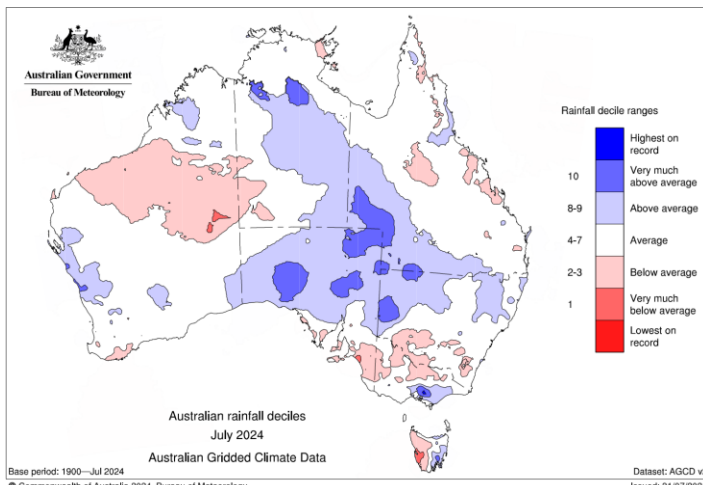 Australian Government
Bureau of Meteorology
Rainfall decile ranges
Highest on
record
10
Very much
above average
8-9
Above average
4-7
Average
2-3
Below average
1
Very much
below average
Lowest on
record
Australian rainfall deciles
July 2024
Australian Gridded Climate Data
Base period: 1900—Jul 2024
Dataset: AGCD v